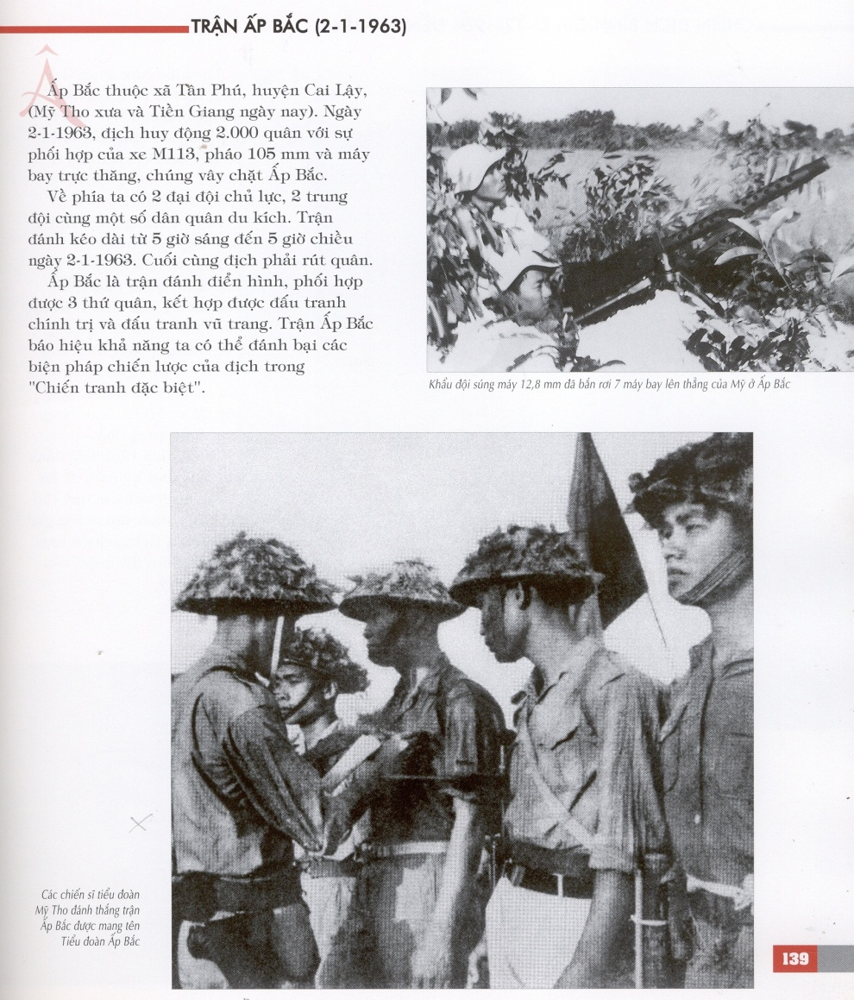 TRẬN ẤP BẮC (2-1-1963)
Ấp Bắc thuộc xã Tân Phú, huyện Cai Lậy,
(Mỹ Tho xưa và Tiền Giang ngày nay). Ngày
2-1-1963, địch huy động 2.000 quân với sự
phối hợp của xe M113, pháo 105 mm và máy
bay trực thăng, chúng vây chặt Ấp Bắc.
Về phía ta có 2 đại đội chủ lực, 2 trung
đội cùng một số dân quân du kích. Trận
đánh kéo dài từ 5 giờ sáng đến 5 giờ chiều
ngày 2-1-1963. Cuối cùng địch phải rút quân.
Ấp Bắc là trận đánh điển hình, phối hợp
được 3 thứ quân, kết hợp được đấu tranh
chính trị và đấu tranh vũ trang. Trận Ấp Bắc
báo hiệu khả năng ta có thể đánh bại các
biện pháp chiến lược của địch trong
"Chiến tranh đặc biệt".
Khẩu đội súng máy 12,8 mm đã bắn rơi 7 máy bay lên thẳng của Mỹ ở Ấp Bắc
Các chiến sĩ tiểu đoàn
Mỹ Tho đánh thắng trận
Ấp Bắc được mang tên
Tiểu đoàn Ấp Bắc
139